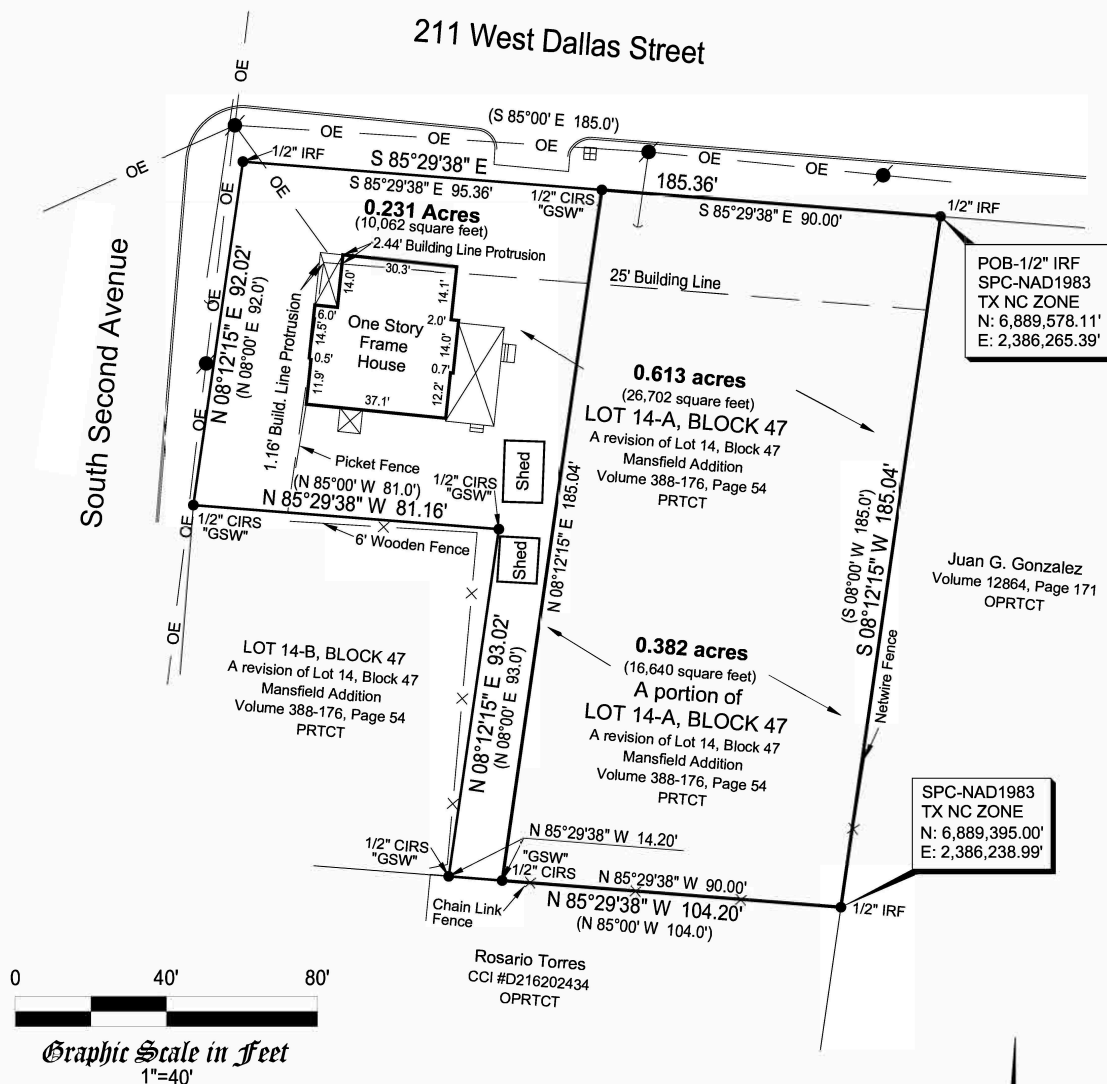 211 West Dallas Street
OE
(S 85°00' E 185.0')
OE
OE
OE
OE
OE
OE
OE
1/2" IRF
S 85°29'38" E
185.36'
S 85°29'38" E 95.36'
1/2" CIRS
"GSW"
S 85°29'38" E 90.00'
1/2" IRF
OE
0.231 Acres
(10,062 square feet)
2.44' Building Line Protrusion
POB-1/2" IRF
SPC-NAD1983
TX NC ZONE
N: 6,889,578.11'
E: 2,386,265.39'
South Second Avenue
OE
OE
OE
OE
OE
OE
N 08°12'15" E 92.02'
(N 08°00' E 92.0')
1.16' Build. Line Protrusion
30.3'
14.0'
14.1'
25' Building Line
6.0'
2.0'
14.5'
14.0'
One Story
Frame
House
0.5'
0.7'
11.9'
12.2'
37.1'
0.613 acres
(26,702 square feet)
LOT 14-A, BLOCK 47
A revision of Lot 14, Block 47
Mansfield Addition
Volume 388-176, Page 54
PRTCT
Picket Fence
(N 85°00' W 81.0')
N 85°29'38" W 81.16'
1/2" CIRS
"GSW"
Shed
1/2" CIRS
"GSW"
6' Wooden Fence
Shed
N 08°12'15" E 185.04'
(S 08°00' W 185.0')
S 08°12'15" W 185.04'
Juan G. Gonzalez
Volume 12864, Page 171
OPRTCT
LOT 14-B, BLOCK 47
A revision of Lot 14, Block 47
Mansfield Addition
Volume 388-176, Page 54
PRTCT
N 08°12'15" E 93.02'
(N 08°00' E 93.0')
0.382 acres
(16,640 square feet)
A portion of
LOT 14-A, BLOCK 47
A revision of Lot 14, Block 47
Mansfield Addition
Volume 388-176, Page 54
PRTCT
Netwire Fence
SPC-NAD1983
TX NC ZONE
N: 6,889,395.00'
E: 2,386,238.99'
1/2" CIRS
"GSW"
N 85°29'38" W 14.20'
"GSW"
1/2" CIRS
N 85°29'38" W 90.00'
N 85°29'38" W 104.20'
(N 85°00' W 104.0')
1/2" IRF
Chain Link
Fence
Rosario Torres
CCI #D216202434
OPRTCT
0 40' 80'
Graphic Scale in Feet
1"=40'